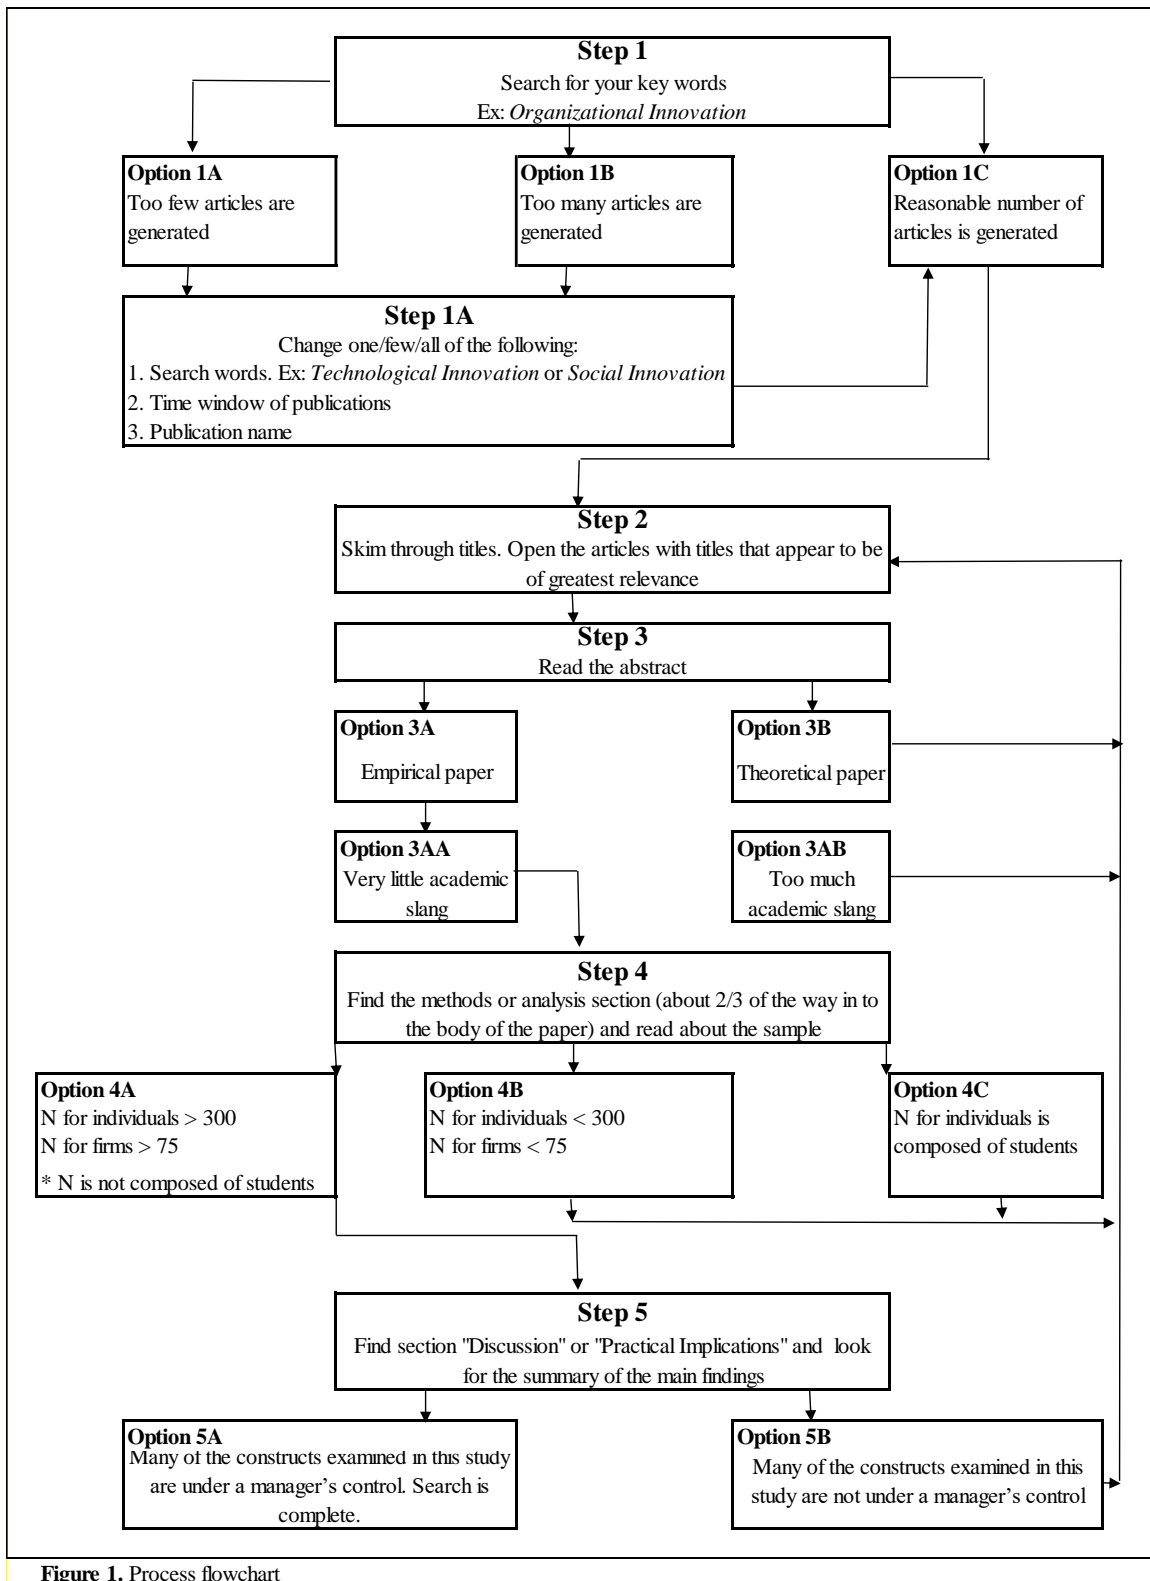 Step 1
Search for your key words
Ex: Organizational Innovation
Option 1A
Too few articles are
generated
Option 1B
Too many articles are
generated
Option 1C
Reasonable number of
articles is generated
Step 1A
Change one/few/all of the following:
1. Search words. Ex: Technological Innovation or Social Innovation
2. Time window of publications
3. Publication name
Step 2
Skim through titles. Open the articles with titles that appear to be
of greatest relevance
Step 3
Read the abstract
Option 3A
Empirical paper
Option 3B
Theoretical paper
Option 3AA
Very little academic
slang
Option 3AB
Too much
academic slang
Step 4
Find the methods or analysis section (about 2/3 of the way in to
the body of the paper) and read about the sample
Option 4A
N for individuals > 300
N for firms > 75
* N is not composed of students
Option 4B
N for individuals < 300
N for firms < 75
Option 4C
N for individuals is
composed of students
Step 5
Find section "Discussion" or "Practical Implications" and look
for the summary of the main findings
Option 5A
Many of the constructs examined in this study
are under a manager’s control. Search is
complete.
Option 5B
Many of the constructs examined in this
study are not under a manager’s control
Figure 1. Process flowchart